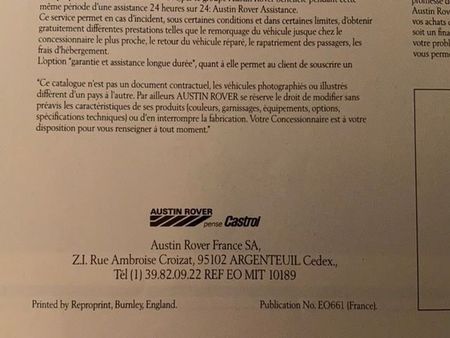 même période d'une assistance 24 heures sur 24: Austin Rover Assistance.
Ce service permet en cas d'incident, sous certaines conditions et dans certaines limites, d'obtenir
gratuitement différentes prestations telles que le remorquage du véhicule jusque chez le
concessionnaire le plus proche, le retour du véhicule réparé, le rapatriement des passagers, les
frais d'hébergement.
L'option "garantie et assistance longue durée", quant à elle permet au client de souscrire un
"Ce catalogue n'est pas un document contractuel, les véhicules photographiés ou illustrés
diffèrent d'un pays à l'autre. Par ailleurs AUSTIN ROVER se réserve le droit de modifier sans
préavis les caractéristiques de ses produits (couleurs, garnissages, équipements, options,
spécifications techniques) ou d'en interrompre la fabrication. Votre Concessionnaire est à votre
disposition pour vous renseigner à tout moment."
AUSTIN ROVER
pense Castrol
Austin Rover France SA,
Z.I. Rue Ambroise Croizat, 95102 ARGENTEUIL Cedex.,
Tel (1) 39.82.09.22 REF EO MIT 10189
Printed by Reproprint, Burnley, England.
Publication No. EO661 (France).
Austin Rov
vos achats
soit un fina
votre prob
vous perme